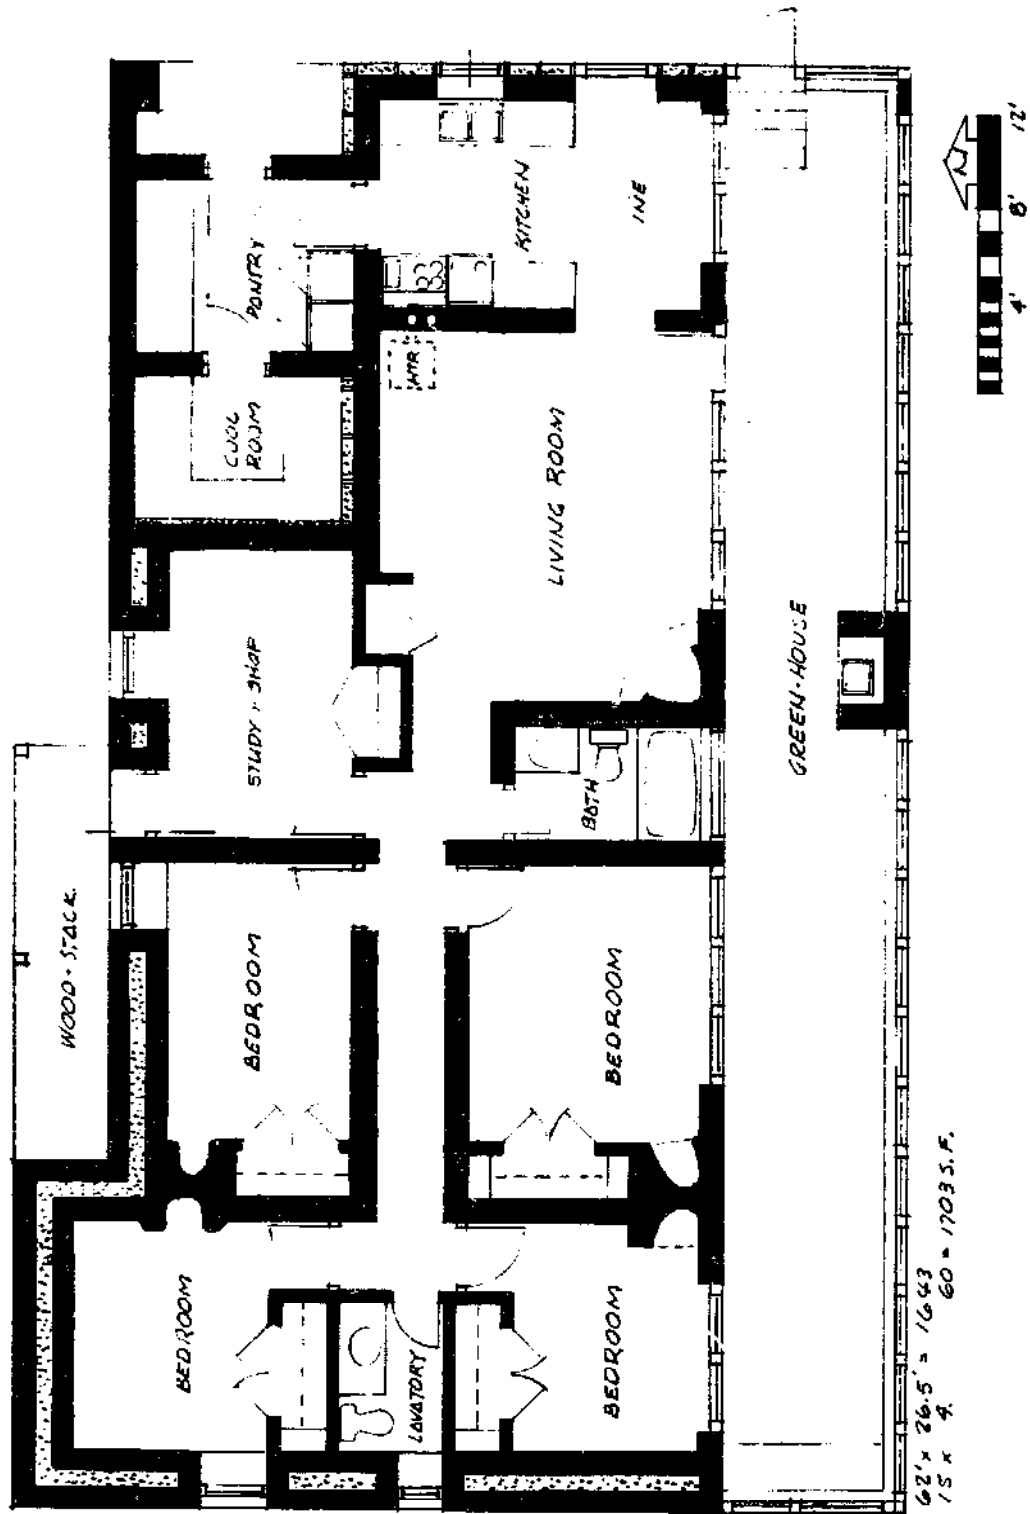 WOOD-STACK
BEDROOM
BEDROOM
STUDY · SHOP
COOL
ROOM
PANTRY
HTR
LAVATORY
KITCHEN
LIVING ROOM
BATH
BEDROOM
BEDROOM
INE
GREEN-HOUSE
N
4' 8' 12'
62' x 26.5' = 1643
15 x 4. 60 = 1703 S.F.